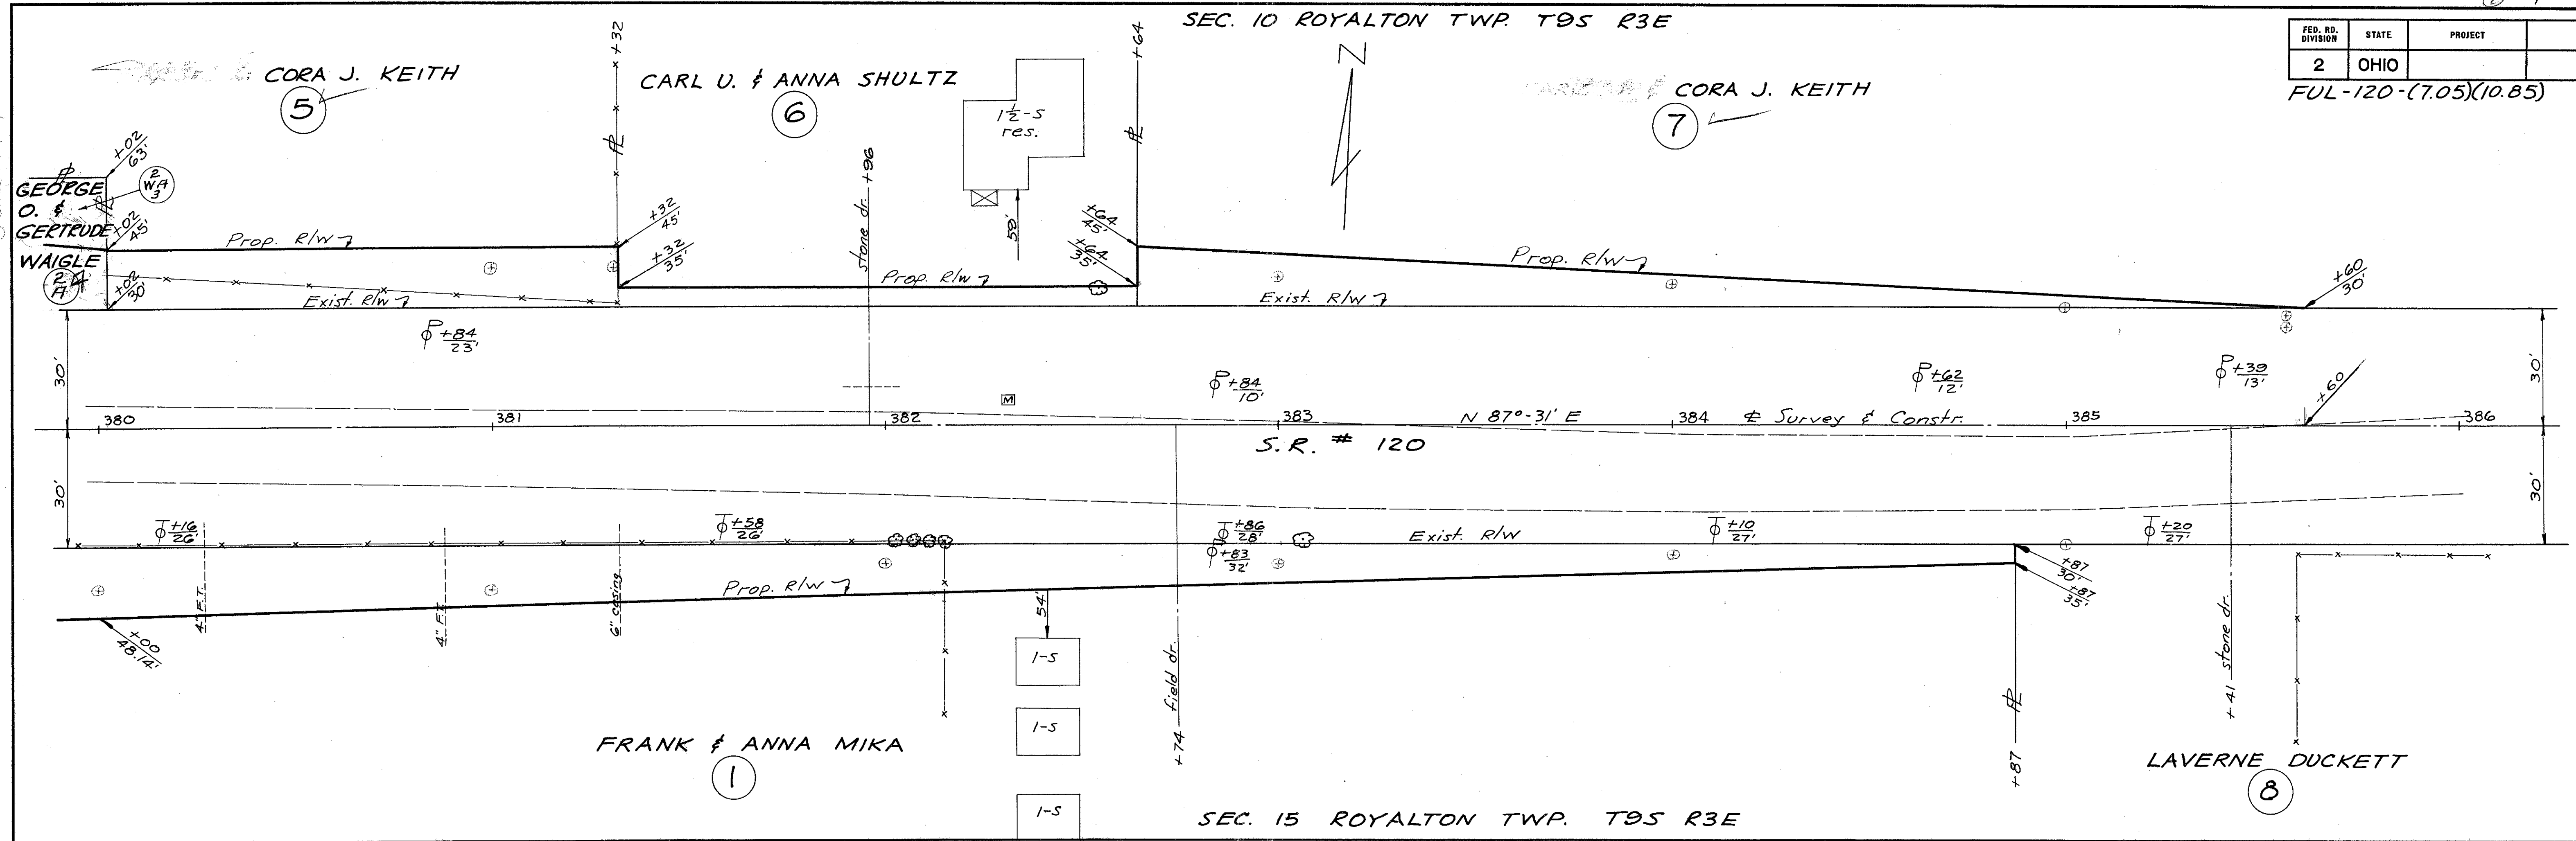 SEC. 10 ROYALTON TWP. T9S R3E
FED. RD. DIVISION STATE PROJECT
2 OHIO
FUL-120-(7.05)(10.85)
CORA J. KEITH
5
+32
℄
CARL U. & ANNA SHULTZ
6
1 1/2-S
res.
+64
N
CORA J. KEITH
7
+02
63'
2
WA
3
GEORGE
O. &
GERTRUDE
WAIGLE
2
A
+02
45'
+02
30'
Prop. R/W
Exist. R/W
+32
45'
+32
35'
stone dr. +96
59'
Prop. R/W
+64
45'
+64
35'
Exist. R/W
Prop. R/W
+60
30'
30'
+84
23'
M
+84
10'
+62
12'
+39
13'
+60
30'
380
381
382
383
N 87°-31' E
384
℄ Survey & Constr.
385
386
S.R. # 120
30'
+16
26'
+58
26'
+86
28'
+83
32'
Exist. R/W
+10
27'
+20
27'
30'
4" F.T.
4" F.T.
6" casing
Prop. R/W
54'
+00
48.14'
+87
30'
+87
35'
1-S
1-S
1-S
+74 field dr.
+87
+41 stone dr.
FRANK & ANNA MIKA
1
LAVERNE DUCKETT
8
SEC. 15 ROYALTON TWP. T9S R3E